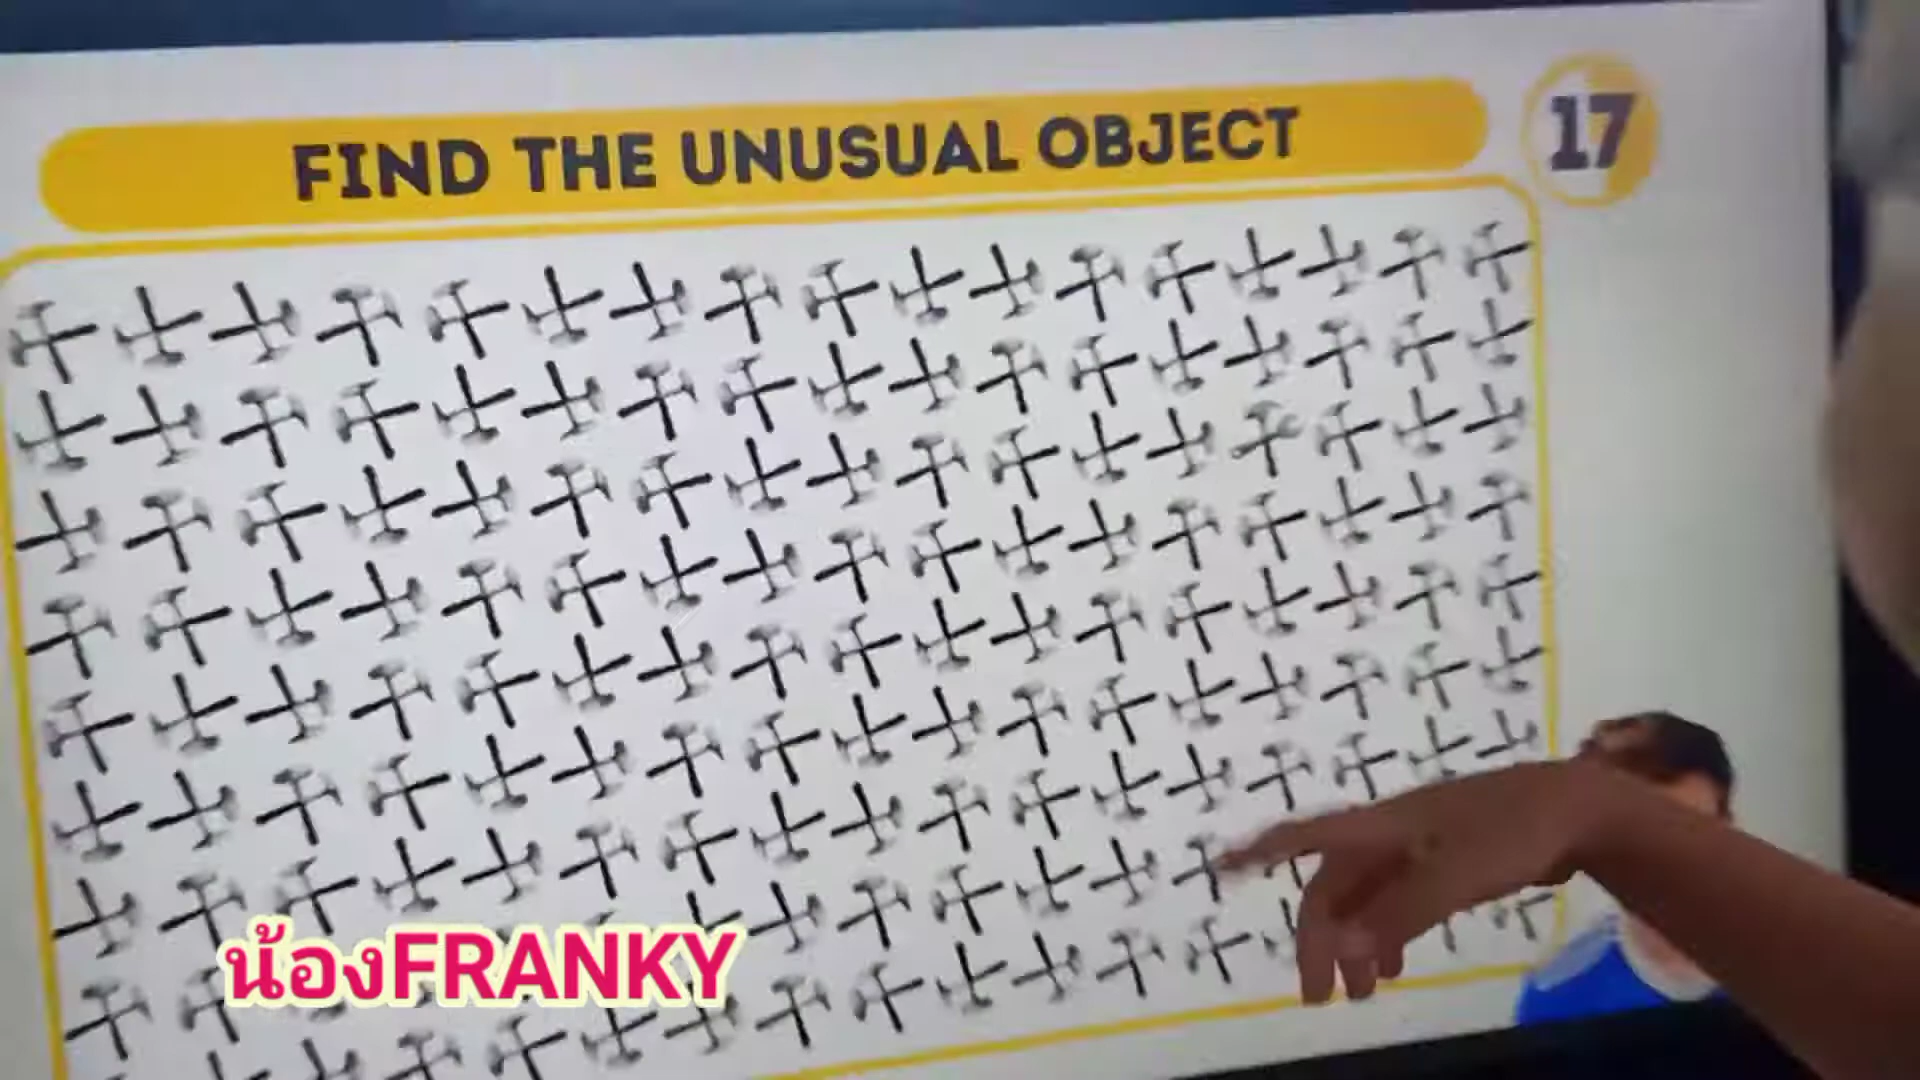 FIND THE UNUSUAL OBJECT
17
น้องFRANKY